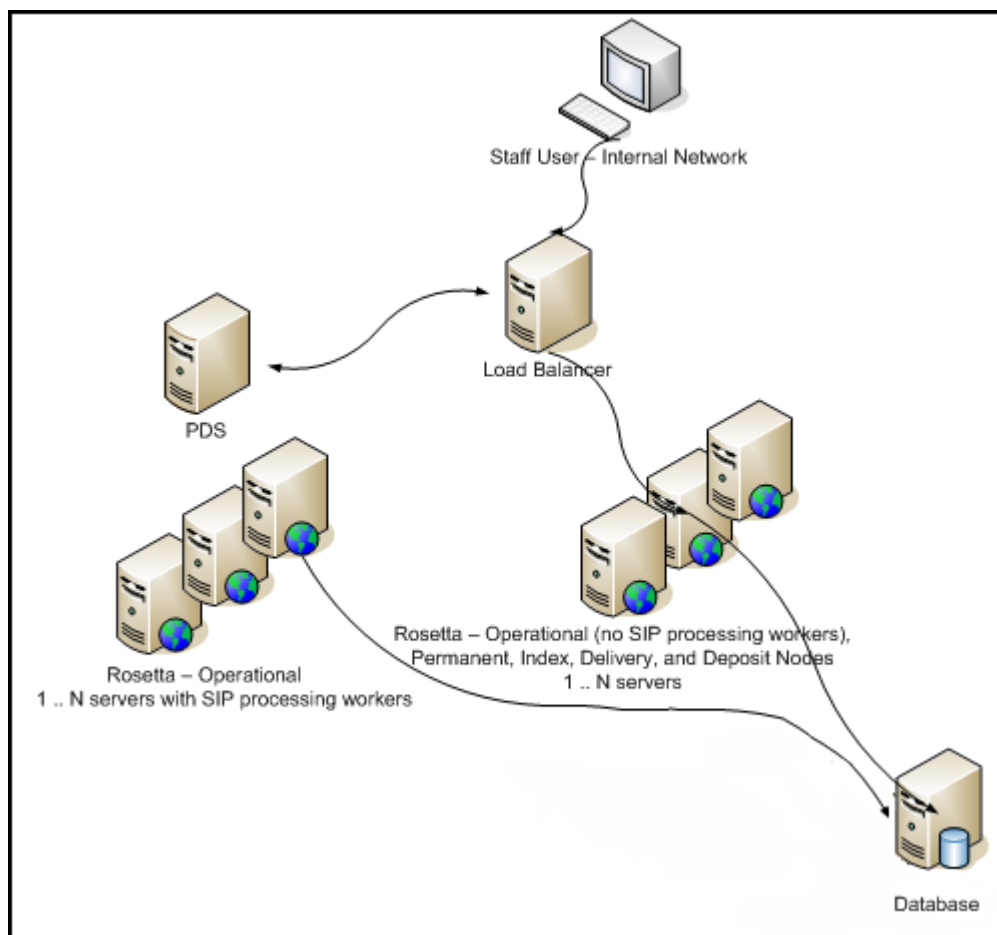 Staff User – Internal Network
Load Balancer
PDS
Rosetta – Operational
1 .. N servers with SIP processing workers
Rosetta – Operational (no SIP processing workers),
Permanent, Index, Delivery, and Deposit Nodes
1 .. N servers
Database